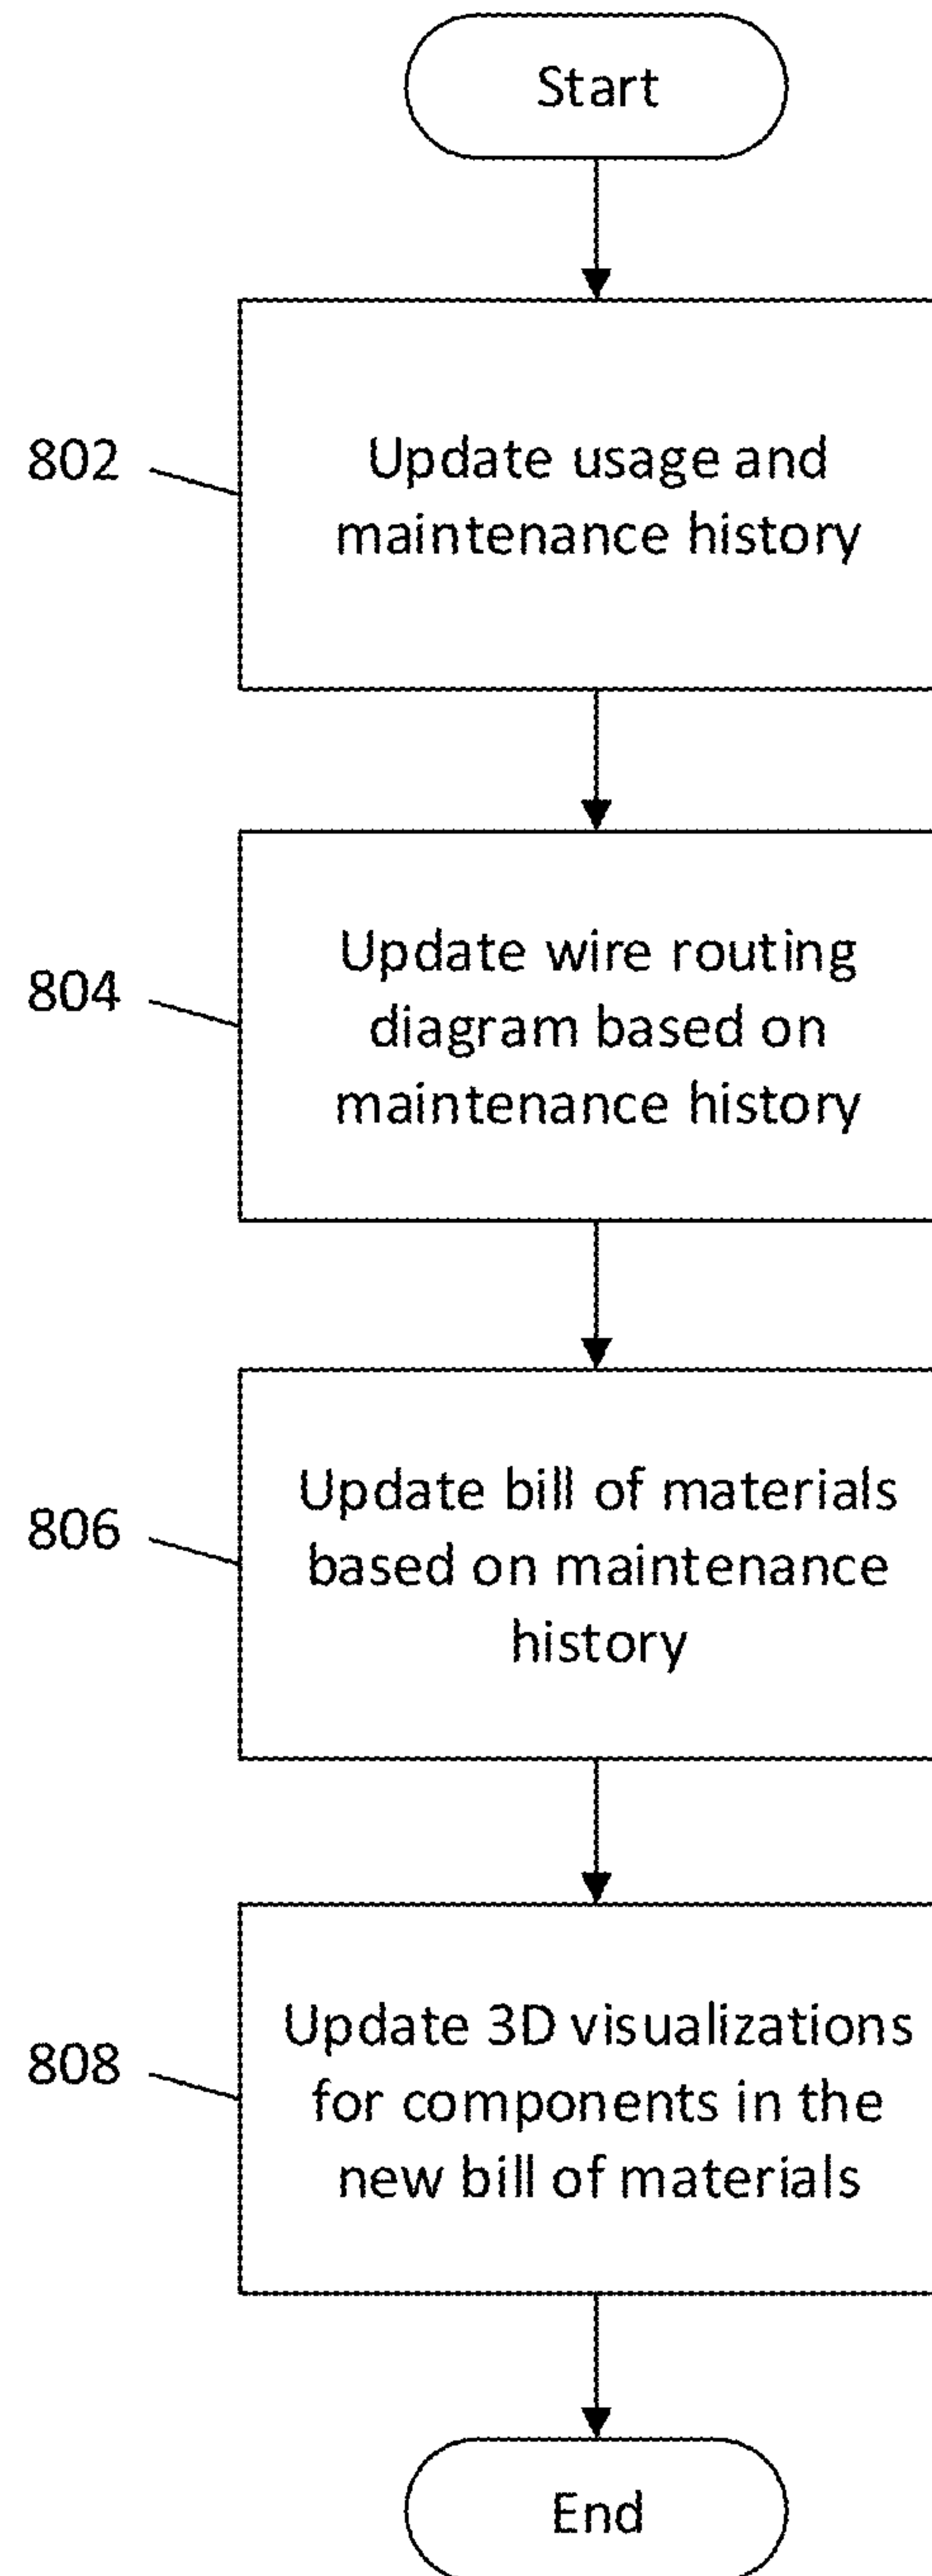 Start
802
Update usage and
maintenance history
804
Update wire routing
diagram based on
maintenance history
806
Update bill of materials
based on maintenance
history
808
Update 3D visualizations
for components in the
new bill of materials
End